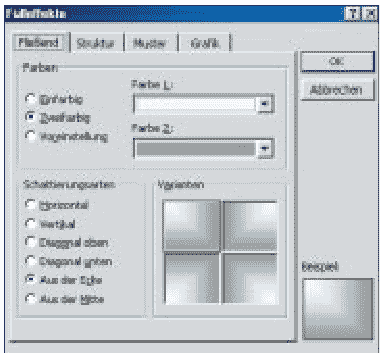 Fülleffekte
Fließend Struktur Muster Grafik
OK
Abbrechen
Farben
Einfarbig
Zweifarbig
Voreinstellung
Farbe 1:
Farbe 2:
Schattierungsarten
Horizontal
Vertikal
Diagonal oben
Diagonal unten
Aus der Ecke
Aus der Mitte
Varianten
Beispiel: